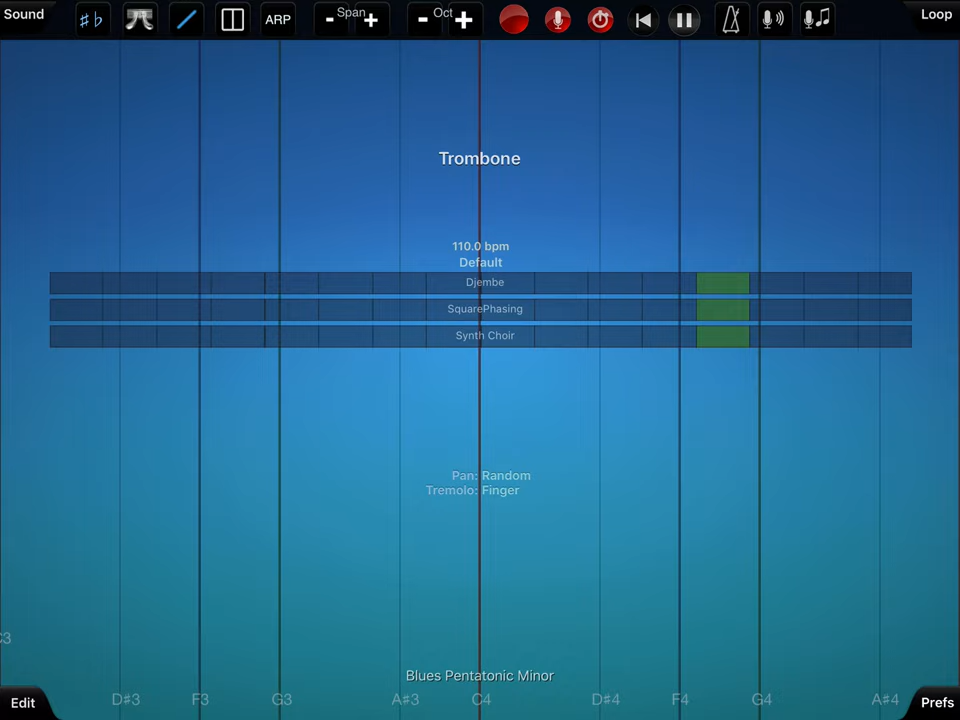 Sound
♯♭
ARP
- Span +
- Oct +
Loop
Trombone
110.0 bpm
Default
Djembe
SquarePhasing
Synth Choir
Pan: Random
Tremolo: Finger
C3
Blues Pentatonic Minor
Edit
D♯3 F3 G3 A♯3 C4 D♯4 F4 G4 A♯4
Prefs